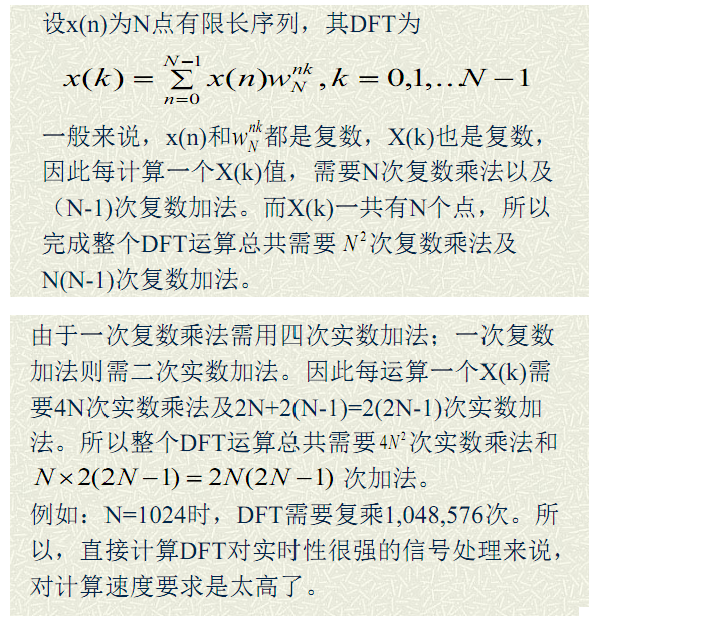 设x(n)为N点有限长序列，其DFT为
x(k) = \sum_{n=0}^{N-1} x(n)w_N^{nk} , k = 0,1,...N − 1
一般来说，x(n)和w_N^{nk}都是复数，X(k)也是复数，
因此每计算一个X(k)值，需要N次复数乘法以及
（N-1)次复数加法。而X(k)一共有N个点，所以
完成整个DFT运算总共需要 N²次复数乘法及
N(N-1)次复数加法。
由于一次复数乘法需用四次实数加法；一次复数
加法则需二次实数加法。因此每运算一个X(k)需
要4N次实数乘法及2N+2(N-1)=2(2N-1)次实数加
法。所以整个DFT运算总共需要4N²次实数乘法和
N×2(2N−1) = 2N(2N−1) 次加法。
例如：N=1024时，DFT需要复乘1,048,576次。所
以，直接计算DFT对实时性很强的信号处理来说，
对计算速度要求是太高了。